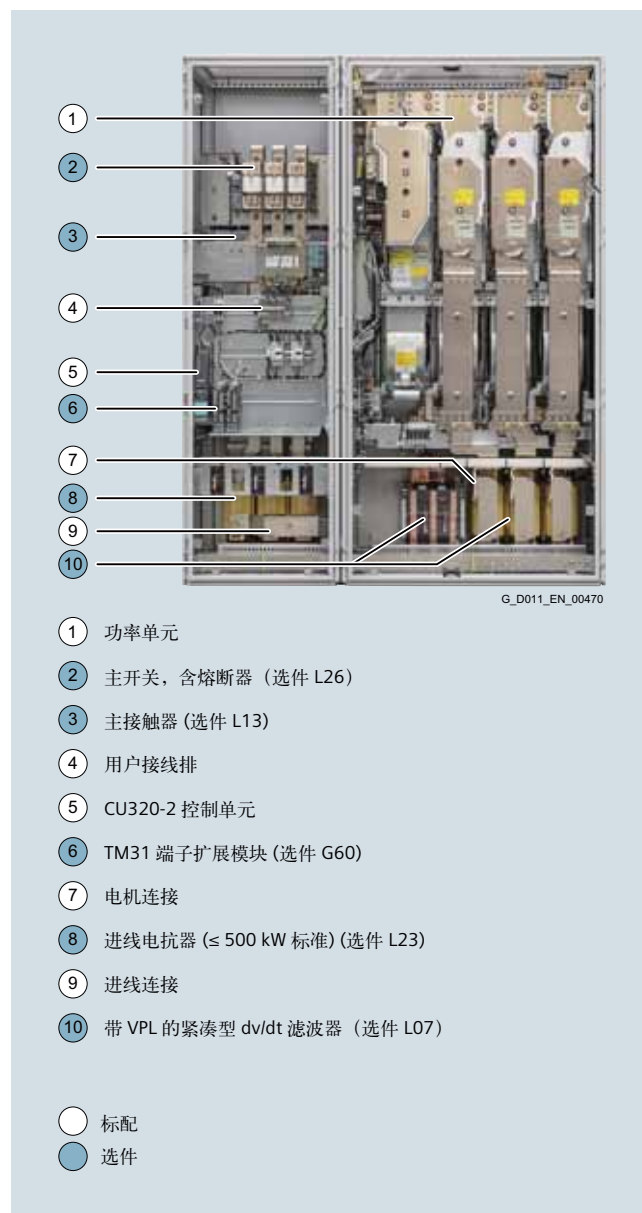 1
2
3
4
5
6
7
8
9
10
G_D011_EN_00470
1 功率单元
2 主开关，含熔断器（选件 L26）
3 主接触器 (选件 L13)
4 用户接线排
5 CU320-2 控制单元
6 TM31 端子扩展模块 (选件 G60)
7 电机连接
8 进线电抗器 (≤ 500 kW 标准) (选件 L23)
9 进线连接
10 带 VPL 的紧凑型 dv/dt 滤波器（选件 L07）
标配
选件